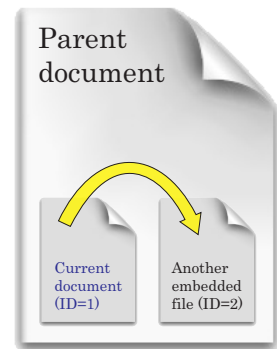 Parent
document
Current
document
(ID=1)
Another
embedded
file (ID=2)